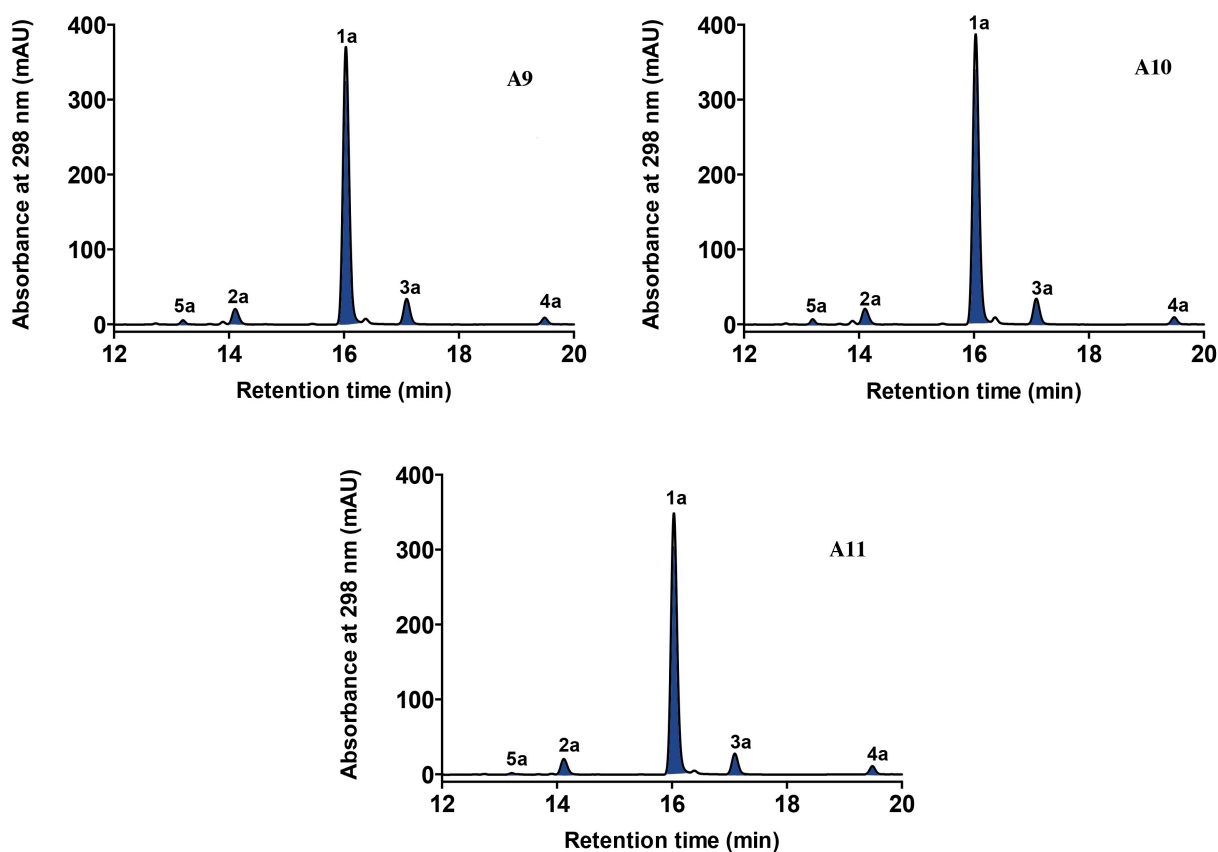 Absorbance at 298 nm (mAU)
400
300
200
100
0
1a
A9
5a
2a
3a
4a
12
14
16
18
20
Retention time (min)
Absorbance at 298 nm (mAU)
400
300
200
100
0
1a
A10
5a
2a
3a
4a
12
14
16
18
20
Retention time (min)
Absorbance at 298 nm (mAU)
400
300
200
100
0
1a
A11
5a
2a
3a
4a
12
14
16
18
20
Retention time (min)